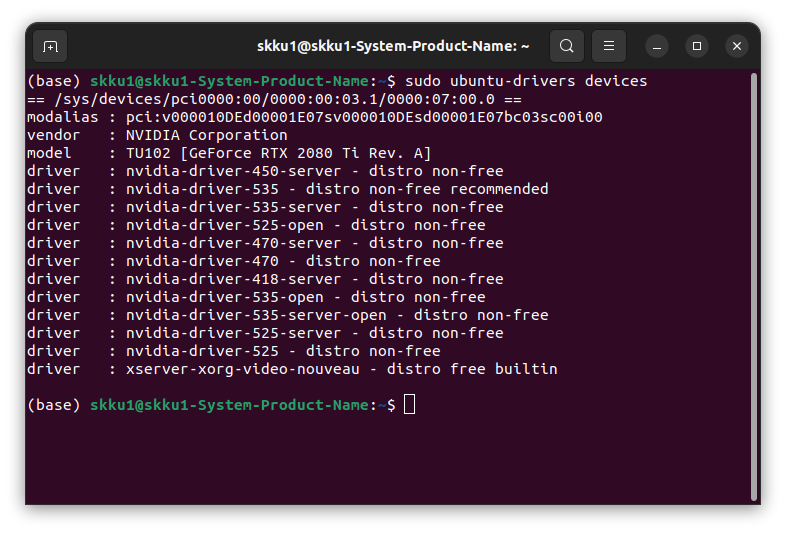 skku1@skku1-System-Product-Name: ~
(base) skku1@skku1-System-Product-Name:~$ sudo ubuntu-drivers devices
== /sys/devices/pci0000:00/0000:00:03.1/0000:07:00.0 ==
modalias : pci:v000010DEd00001E07sv000010DEsd00001E07bc03sc00i00
vendor   : NVIDIA Corporation
model    : TU102 [GeForce RTX 2080 Ti Rev. A]
driver   : nvidia-driver-450-server - distro non-free
driver   : nvidia-driver-535 - distro non-free recommended
driver   : nvidia-driver-535-server - distro non-free
driver   : nvidia-driver-525-open - distro non-free
driver   : nvidia-driver-470-server - distro non-free
driver   : nvidia-driver-470 - distro non-free
driver   : nvidia-driver-418-server - distro non-free
driver   : nvidia-driver-535-open - distro non-free
driver   : nvidia-driver-535-server-open - distro non-free
driver   : nvidia-driver-525-server - distro non-free
driver   : nvidia-driver-525 - distro non-free
driver   : xserver-xorg-video-nouveau - distro free builtin
(base) skku1@skku1-System-Product-Name:~$